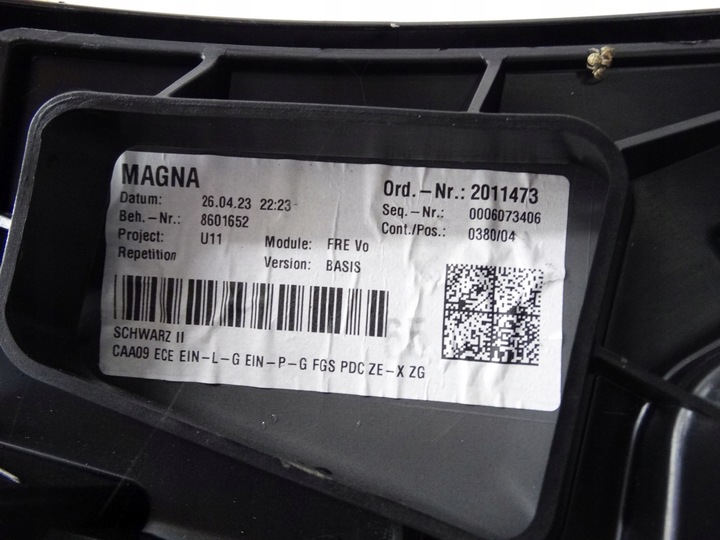 MAGNA
Ord.-Nr.: 2011473
Datum: 26.04.23 22:23
Seq.-Nr.: 0006073406
Beh.-Nr.: 8601652
Cont./Pos.: 0380/04
Project: U11
Module: FRE Vo
Repetition
Version: BASIS
SCHWARZ II
CAA09 ECE EIN-L-G EIN-P-G FGS PDC ZE-X ZG